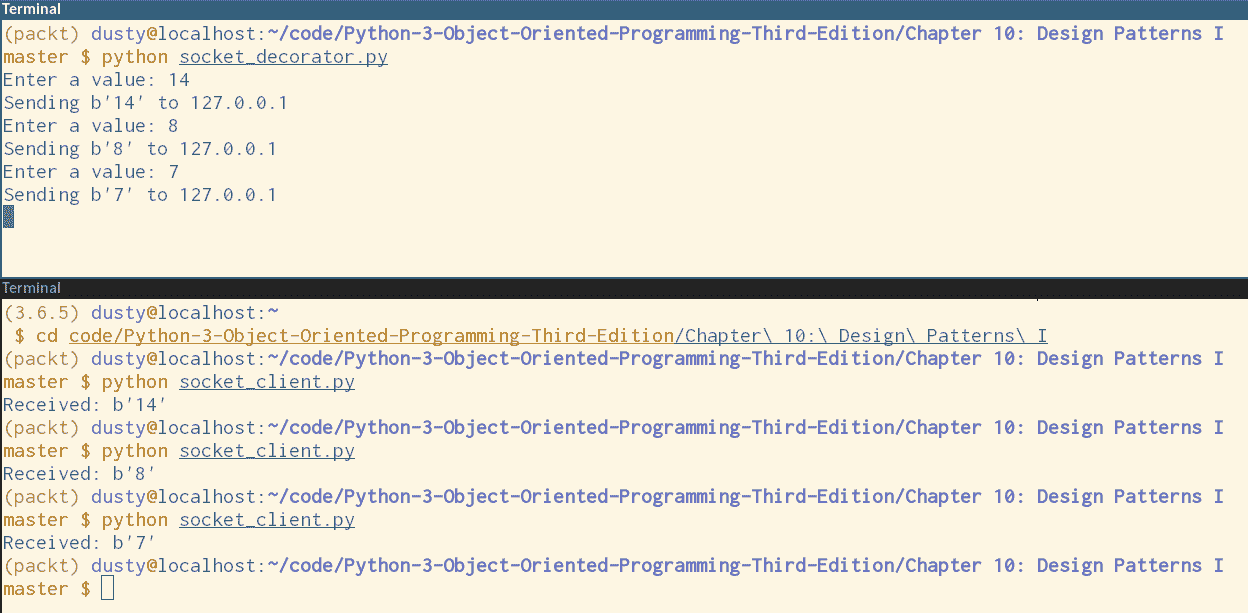 Terminal
(packt) dusty@localhost:~/code/Python-3-Object-Oriented-Programming-Third-Edition/Chapter 10: Design Patterns I
master $ python socket_decorator.py
Enter a value: 14
Sending b'14' to 127.0.0.1
Enter a value: 8
Sending b'8' to 127.0.0.1
Enter a value: 7
Sending b'7' to 127.0.0.1
Terminal
(3.6.5) dusty@localhost:~
 $ cd code/Python-3-Object-Oriented-Programming-Third-Edition/Chapter\ 10:\ Design\ Patterns\ I
(packt) dusty@localhost:~/code/Python-3-Object-Oriented-Programming-Third-Edition/Chapter 10: Design Patterns I
master $ python socket_client.py
Received: b'14'
(packt) dusty@localhost:~/code/Python-3-Object-Oriented-Programming-Third-Edition/Chapter 10: Design Patterns I
master $ python socket_client.py
Received: b'8'
(packt) dusty@localhost:~/code/Python-3-Object-Oriented-Programming-Third-Edition/Chapter 10: Design Patterns I
master $ python socket_client.py
Received: b'7'
(packt) dusty@localhost:~/code/Python-3-Object-Oriented-Programming-Third-Edition/Chapter 10: Design Patterns I
master $